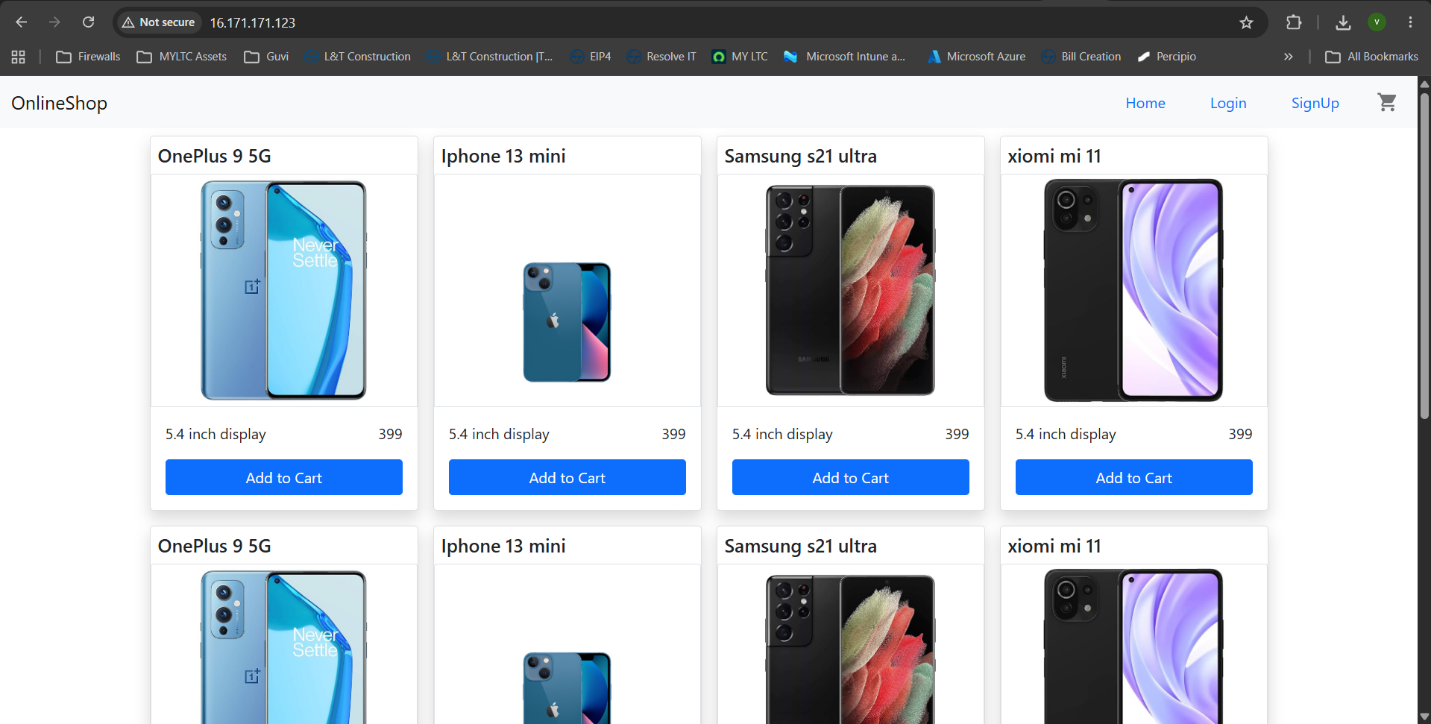 Not secure 16.171.171.123
V
Firewalls MYLTC Assets Guvi L&T Construction L&T Construction |T... EIP4 Resolve IT MY LTC Microsoft Intune a... Microsoft Azure Bill Creation Percipio » All Bookmarks
OnlineShop Home Login SignUp
OnePlus 9 5G Iphone 13 mini Samsung s21 ultra xiomi mi 11
Never
Settle
SAMSUNG
xiaomi
5.4 inch display 399 5.4 inch display 399 5.4 inch display 399 5.4 inch display 399
Add to Cart Add to Cart Add to Cart Add to Cart
OnePlus 9 5G Iphone 13 mini Samsung s21 ultra xiomi mi 11
Never
Settle